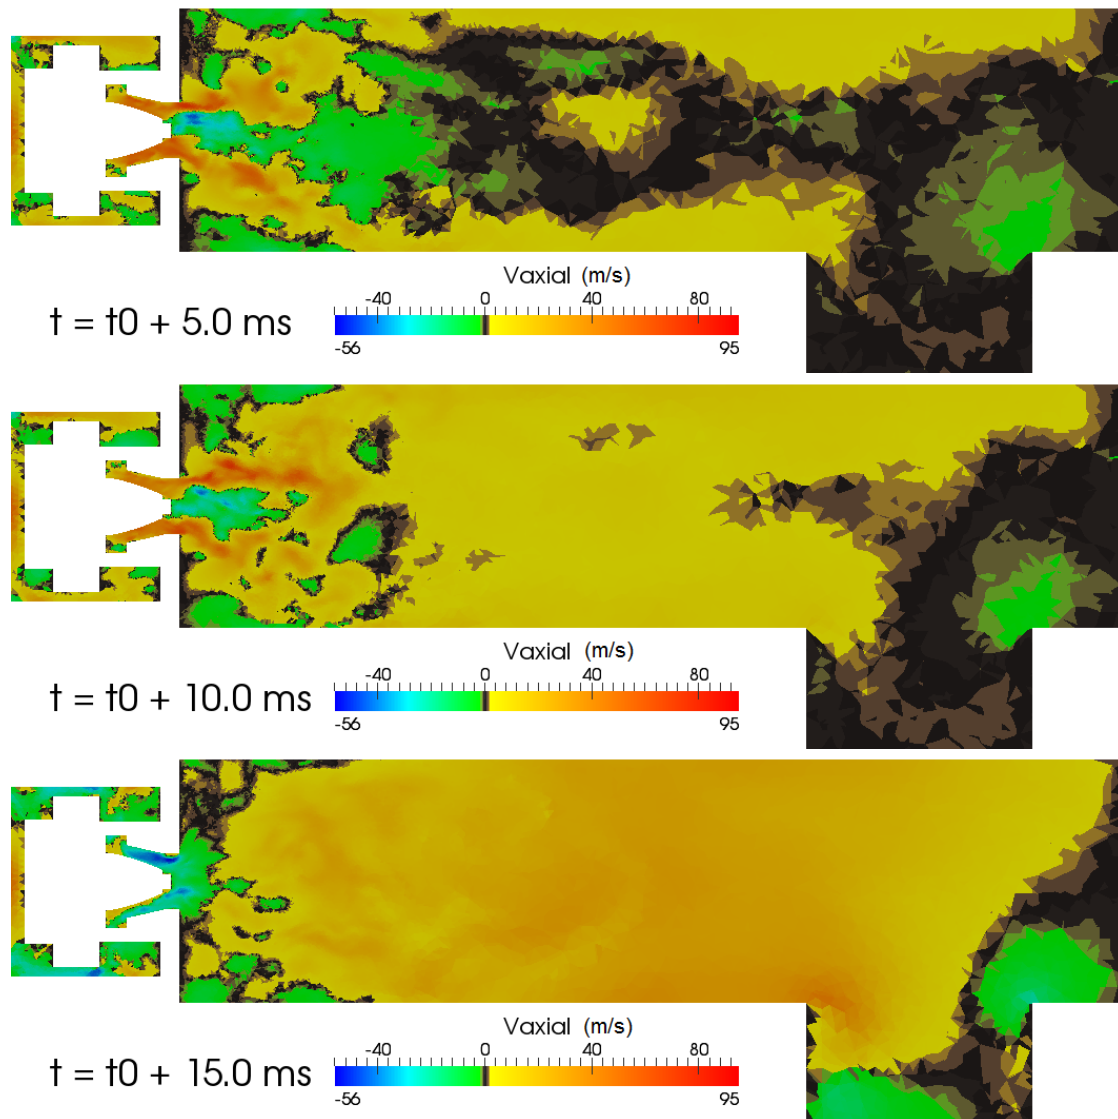 Vaxial (m/s)
-40 0 40 80
t = t0 + 5.0 ms
-56 95
Vaxial (m/s)
-40 0 40 80
t = t0 + 10.0 ms
-56 95
Vaxial (m/s)
-40 0 40 80
t = t0 + 15.0 ms
-56 95